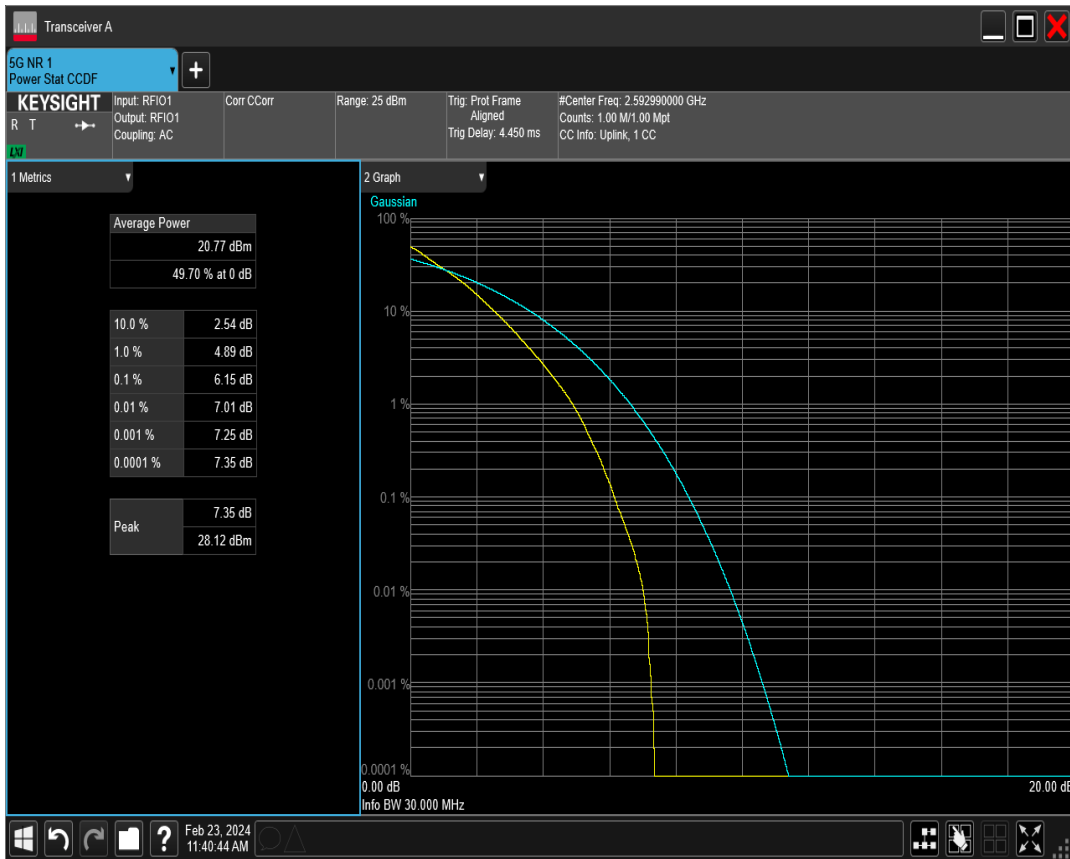 Transceiver A
5G NR 1
Power Stat CCDF
+
KEYSIGHT
R T
LXI
Input: RFIO1
Output: RFIO1
Coupling: AC
Corr CCorr
Range: 25 dBm
Trig: Prot Frame
Aligned
Trig Delay: 4.450 ms
#Center Freq: 2.592990000 GHz
Counts: 1.00 M/1.00 Mpt
CC Info: Uplink, 1 CC
1 Metrics
Average Power
20.77 dBm
49.70 % at 0 dB
10.0 % 2.54 dB
1.0 % 4.89 dB
0.1 % 6.15 dB
0.01 % 7.01 dB
0.001 % 7.25 dB
0.0001 % 7.35 dB
Peak
7.35 dB
28.12 dBm
2 Graph
Gaussian
100 %
10 %
1 %
0.1 %
0.01 %
0.001 %
0.0001 %
0.00 dB
20.00 dB
Info BW 30.000 MHz
?
Feb 23, 2024
11:40:44 AM